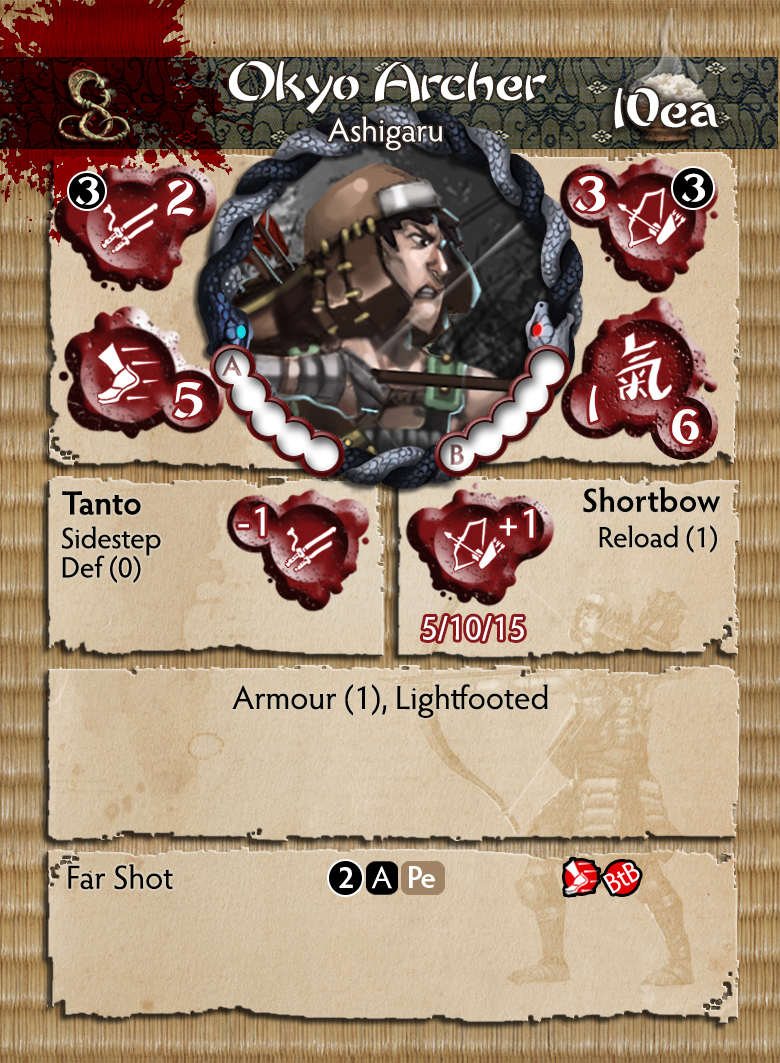 Okyo Archer
10ea
Ashigaru
3 2
3 3
5
氣
1 6
A
B
Tanto
Sidestep
Def (0)
-1
+1
5/10/15
Shortbow
Reload (1)
Armour (1), Lightfooted
Far Shot 2 A Pe BtB